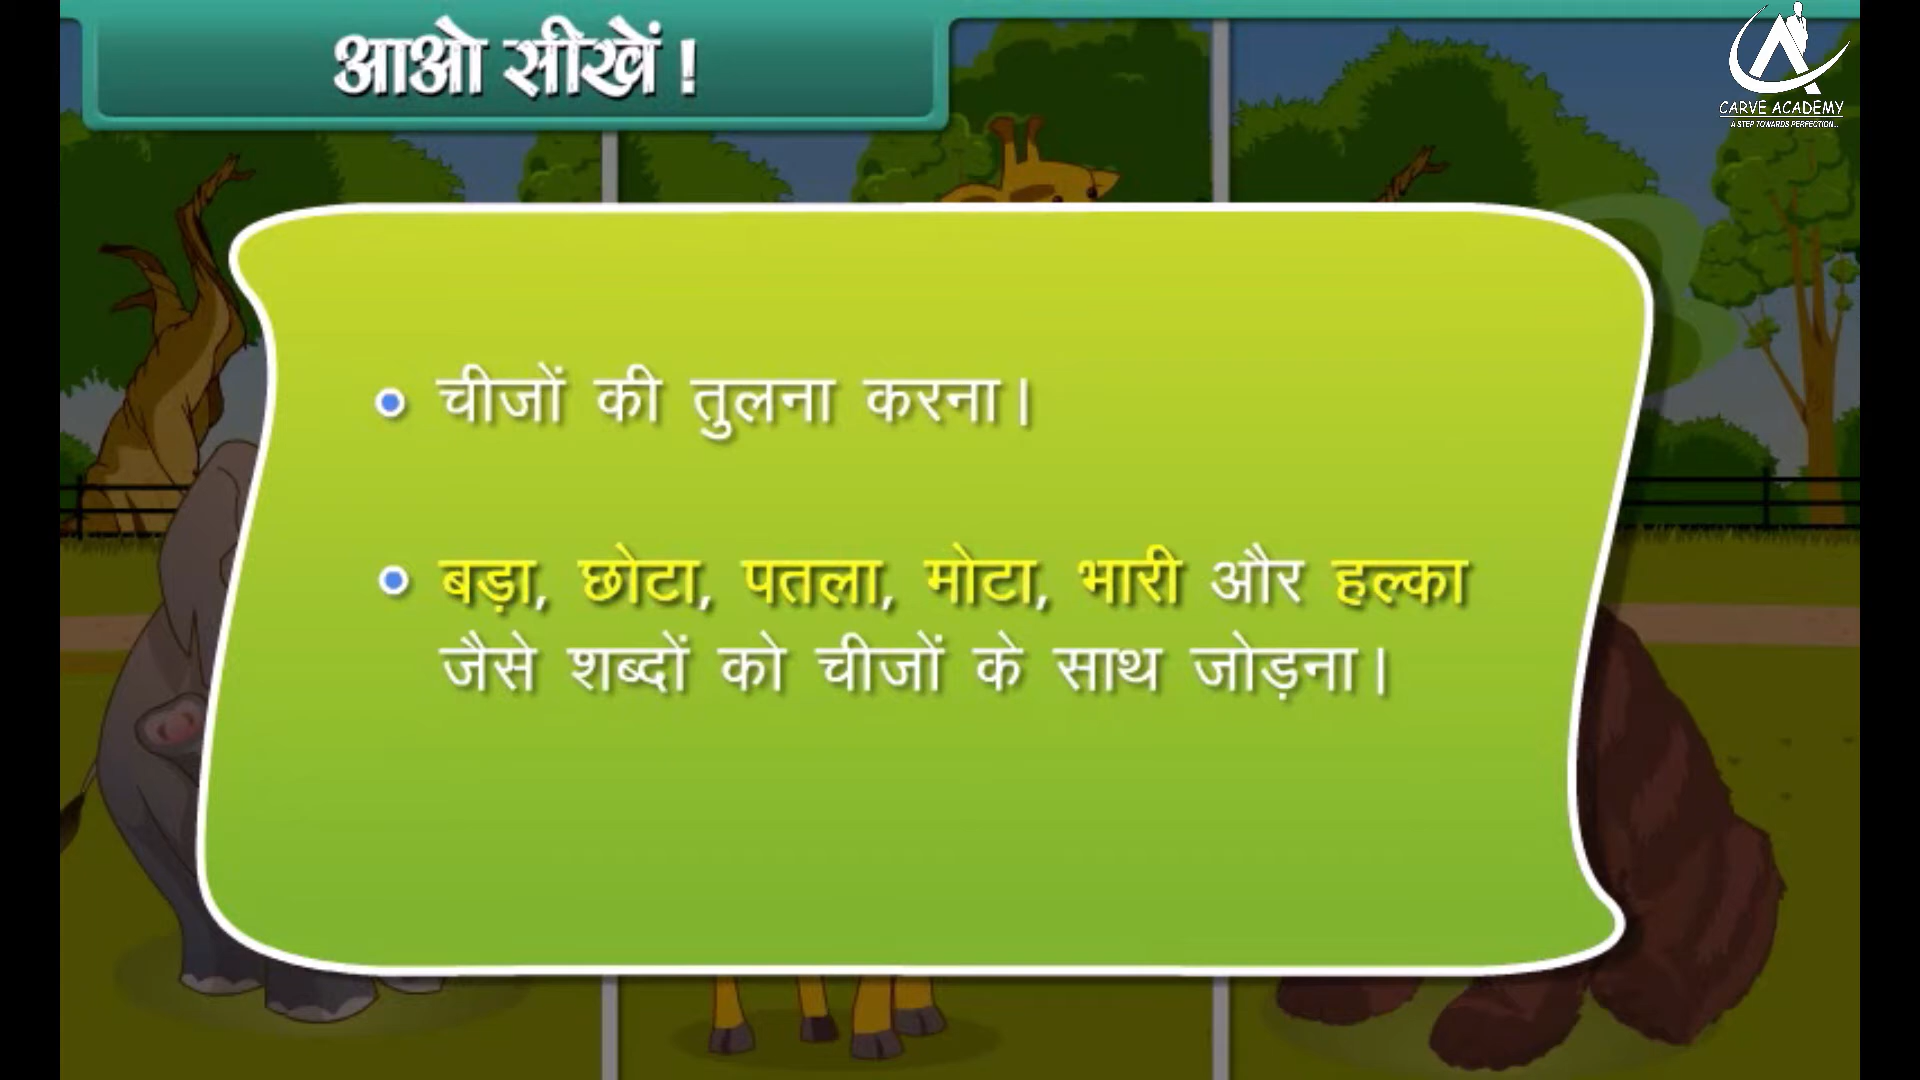 आओ सीखें !
CARVE ACADEMY
A STEP TOWARDS PERFECTION...
चीजों की तुलना करना।
बड़ा, छोटा, पतला, मोटा, भारी और हल्का
जैसे शब्दों को चीजों के साथ जोड़ना।